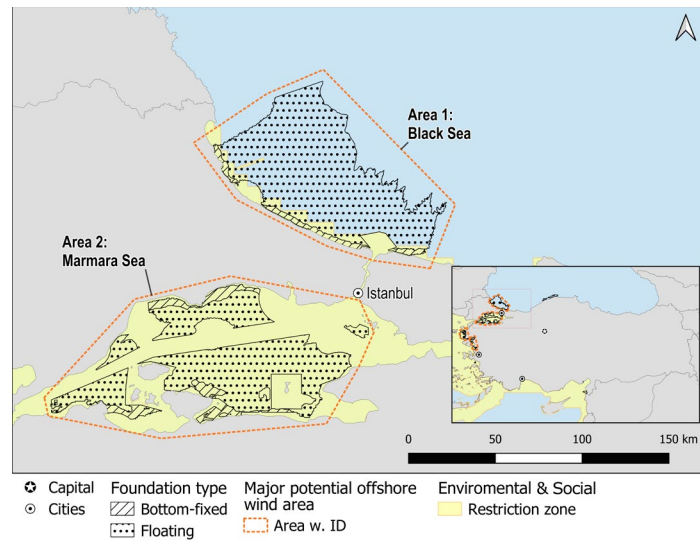 Area 1:
Black Sea
Area 2:
Marmara Sea
Istanbul
0 50 100 150 km
Capital
Cities
Foundation type
Bottom-fixed
Floating
Major potential offshore
wind area
Area w. ID
Enviromental & Social
Restriction zone